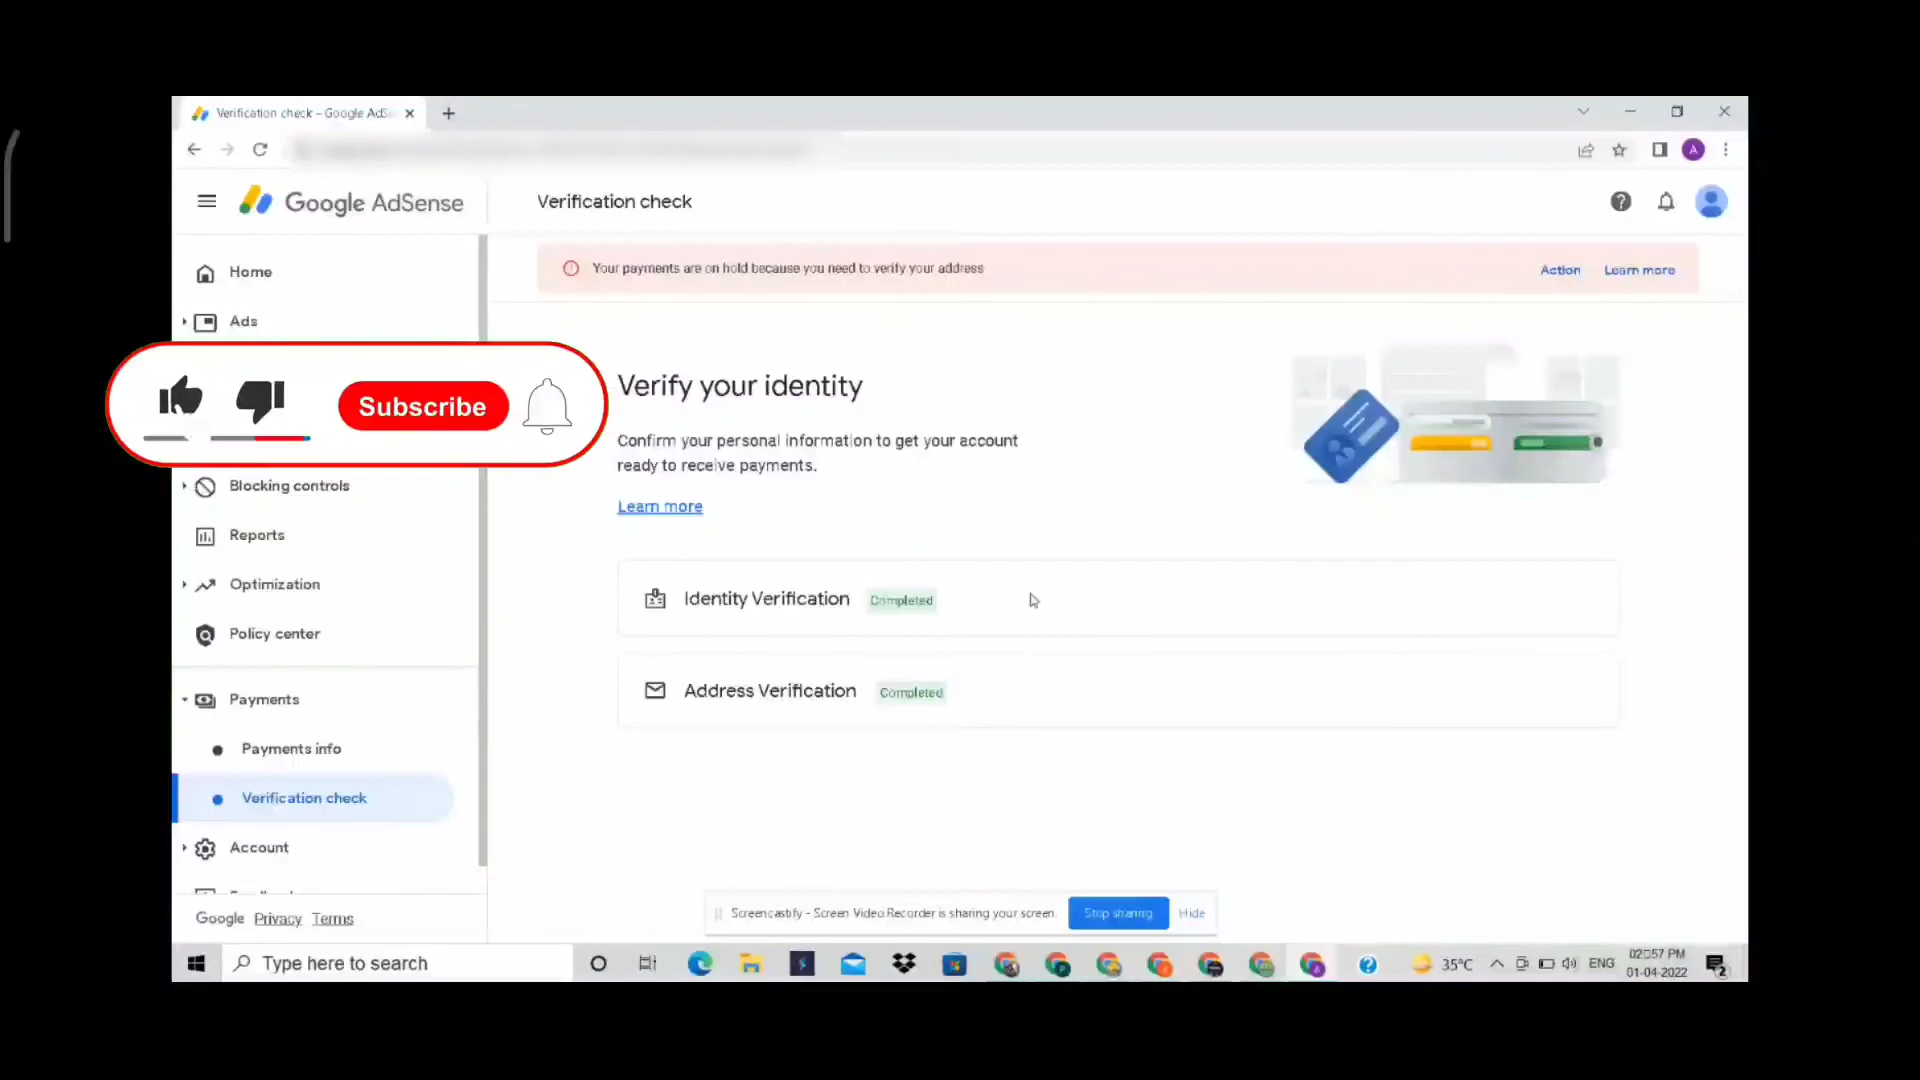 Verification check – Google AdSe
A
Google AdSense
Verification check
Home
Your payments are on hold because you need to verify your address
Action
Learn more
Ads
Subscribe
Verify your identity
Confirm your personal information to get your account
ready to receive payments.
Learn more
Blocking controls
Reports
Optimization
Policy center
Identity Verification
Completed
Address Verification
Completed
Payments
Payments info
Verification check
Account
Google Privacy Terms
Screencastify - Screen Video Recorder is sharing your screen.
Stop sharing
Hide
Type here to search
35°C
ENG
02:57 PM
01-04-2022
2